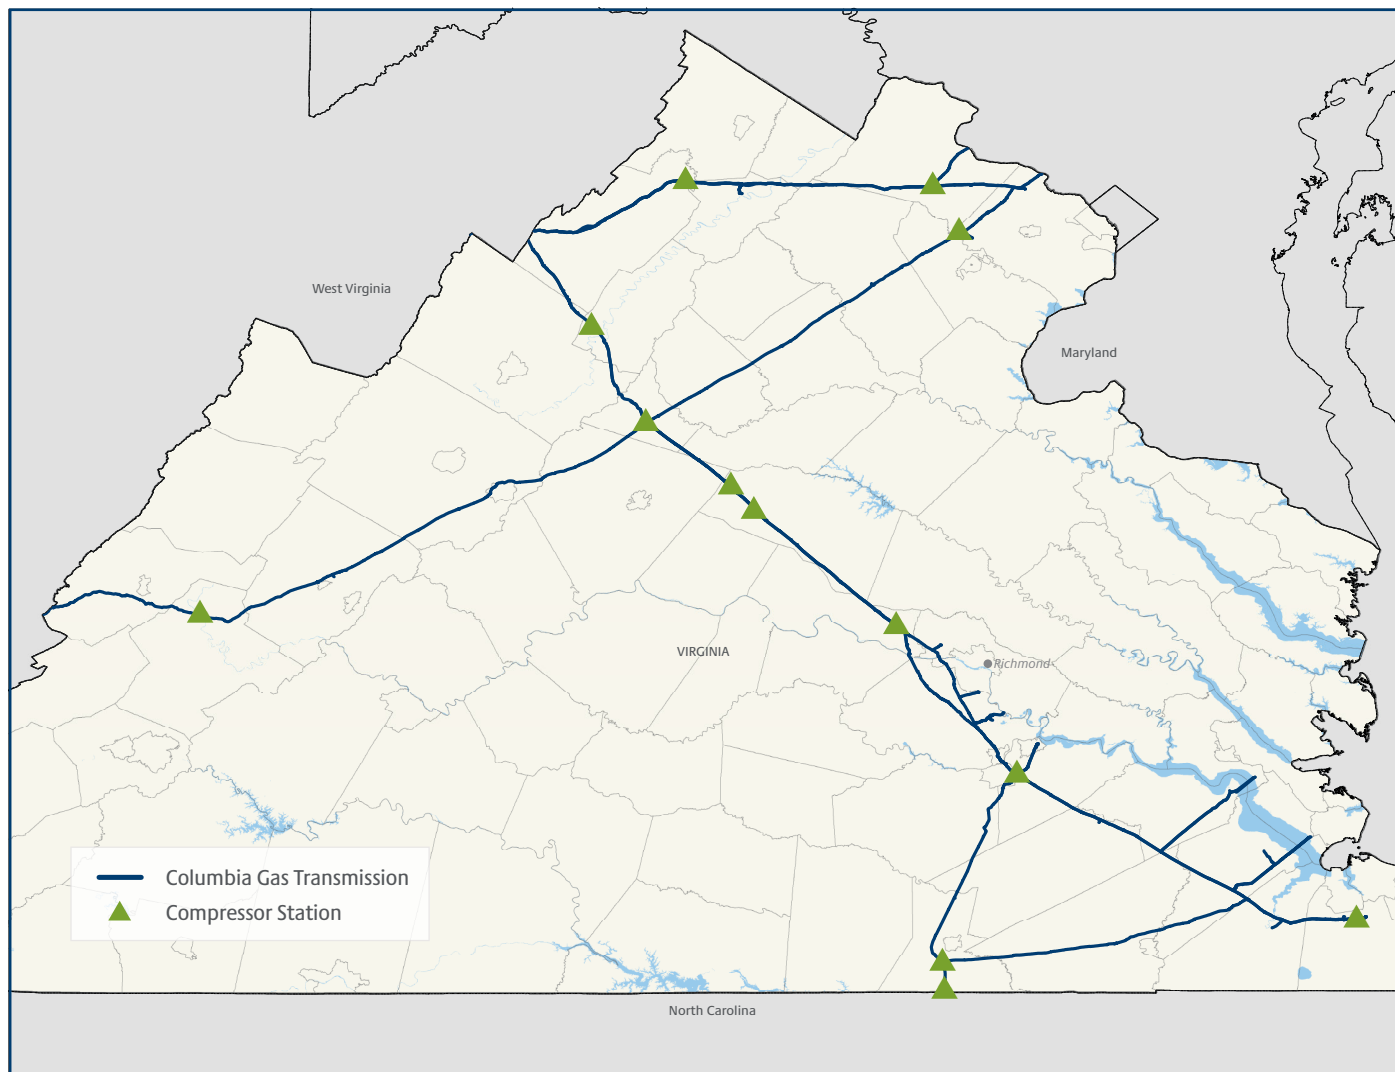 West Virginia
Maryland
VIRGINIA
Richmond
Columbia Gas Transmission
Compressor Station
North Carolina